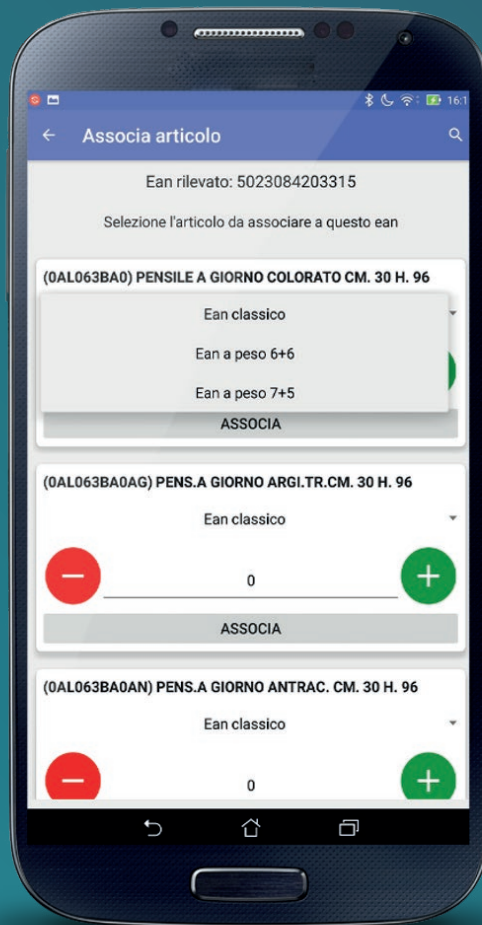 16:1
Associa articolo
Ean rilevato: 5023084203315
Selezione l'articolo da associare a questo ean
(0AL063BA0) PENSILE A GIORNO COLORATO CM. 30 H. 96
Ean classico
Ean a peso 6+6
Ean a peso 7+5
ASSOCIA
(0AL063BA0AG) PENS.A GIORNO ARGI.TR.CM. 30 H. 96
Ean classico
0
ASSOCIA
(0AL063BA0AN) PENS.A GIORNO ANTRAC. CM. 30 H. 96
Ean classico
0